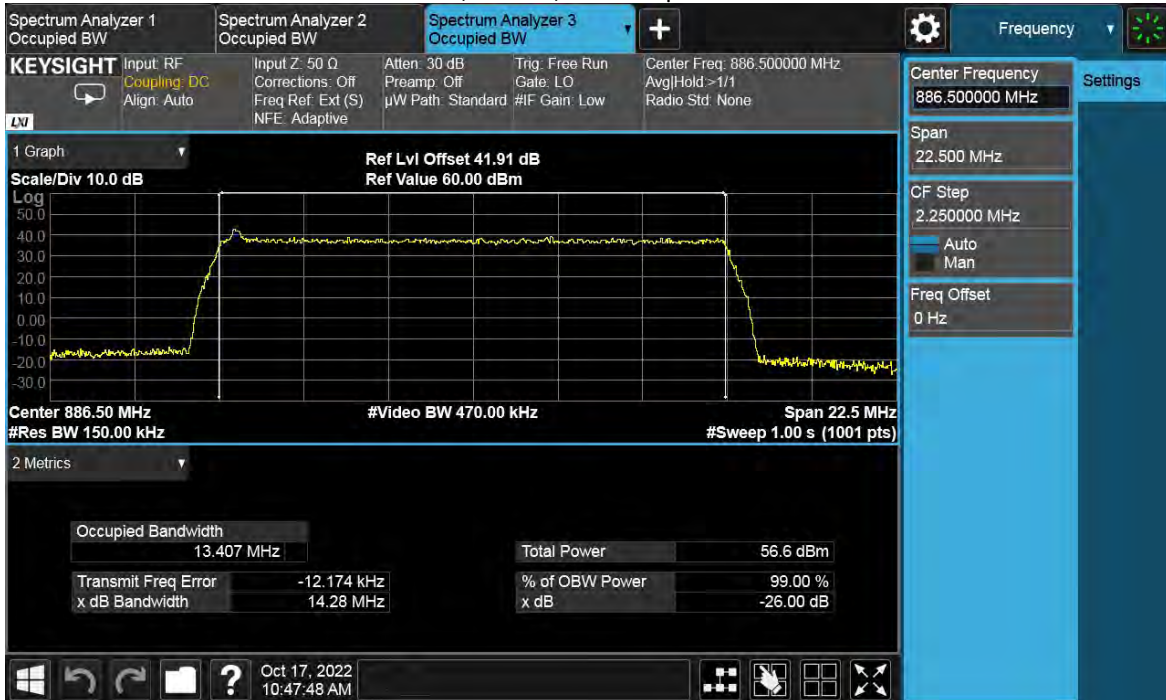 Spectrum Analyzer 1
Occupied BW
Spectrum Analyzer 2
Occupied BW
Spectrum Analyzer 3
Occupied BW
Frequency
KEYSIGHT
LXI
Input: RF
Coupling: DC
Align: Auto
Input Z: 50 Ω
Corrections: Off
Freq Ref: Ext (S)
NFE: Adaptive
Atten: 30 dB
Preamp: Off
µW Path: Standard
Trig: Free Run
Gate: LO
#IF Gain: Low
Center Freq: 886.500000 MHz
Avg|Hold:>1/1
Radio Std: None
Center Frequency
886.500000 MHz
Settings
Span
22.500 MHz
CF Step
2.250000 MHz
Auto
Man
Freq Offset
0 Hz
1 Graph
Scale/Div 10.0 dB
Ref Lvl Offset 41.91 dB
Ref Value 60.00 dBm
Log
50.0
40.0
30.0
20.0
10.0
0.00
-10.0
-20.0
-30.0
Center 886.50 MHz
#Video BW 470.00 kHz
Span 22.5 MHz
#Res BW 150.00 kHz
#Sweep 1.00 s (1001 pts)
2 Metrics
Occupied Bandwidth
13.407 MHz
Total Power 56.6 dBm
Transmit Freq Error -12.174 kHz
% of OBW Power 99.00 %
x dB Bandwidth 14.28 MHz
x dB -26.00 dB
?
Oct 17, 2022
10:47:48 AM